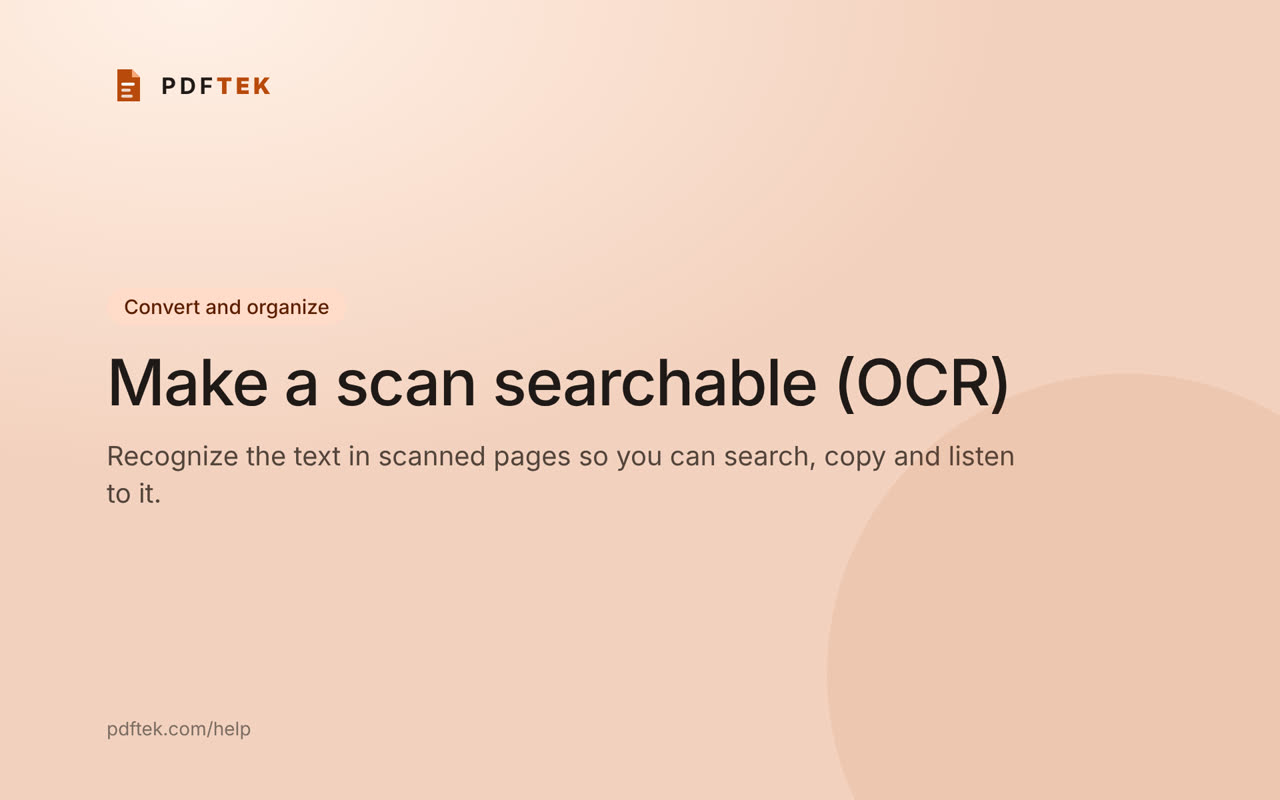 PDFTEK
Convert and organize
Make a scan searchable (OCR)
Recognize the text in scanned pages so you can search, copy and listen
to it.
pdftek.com/help